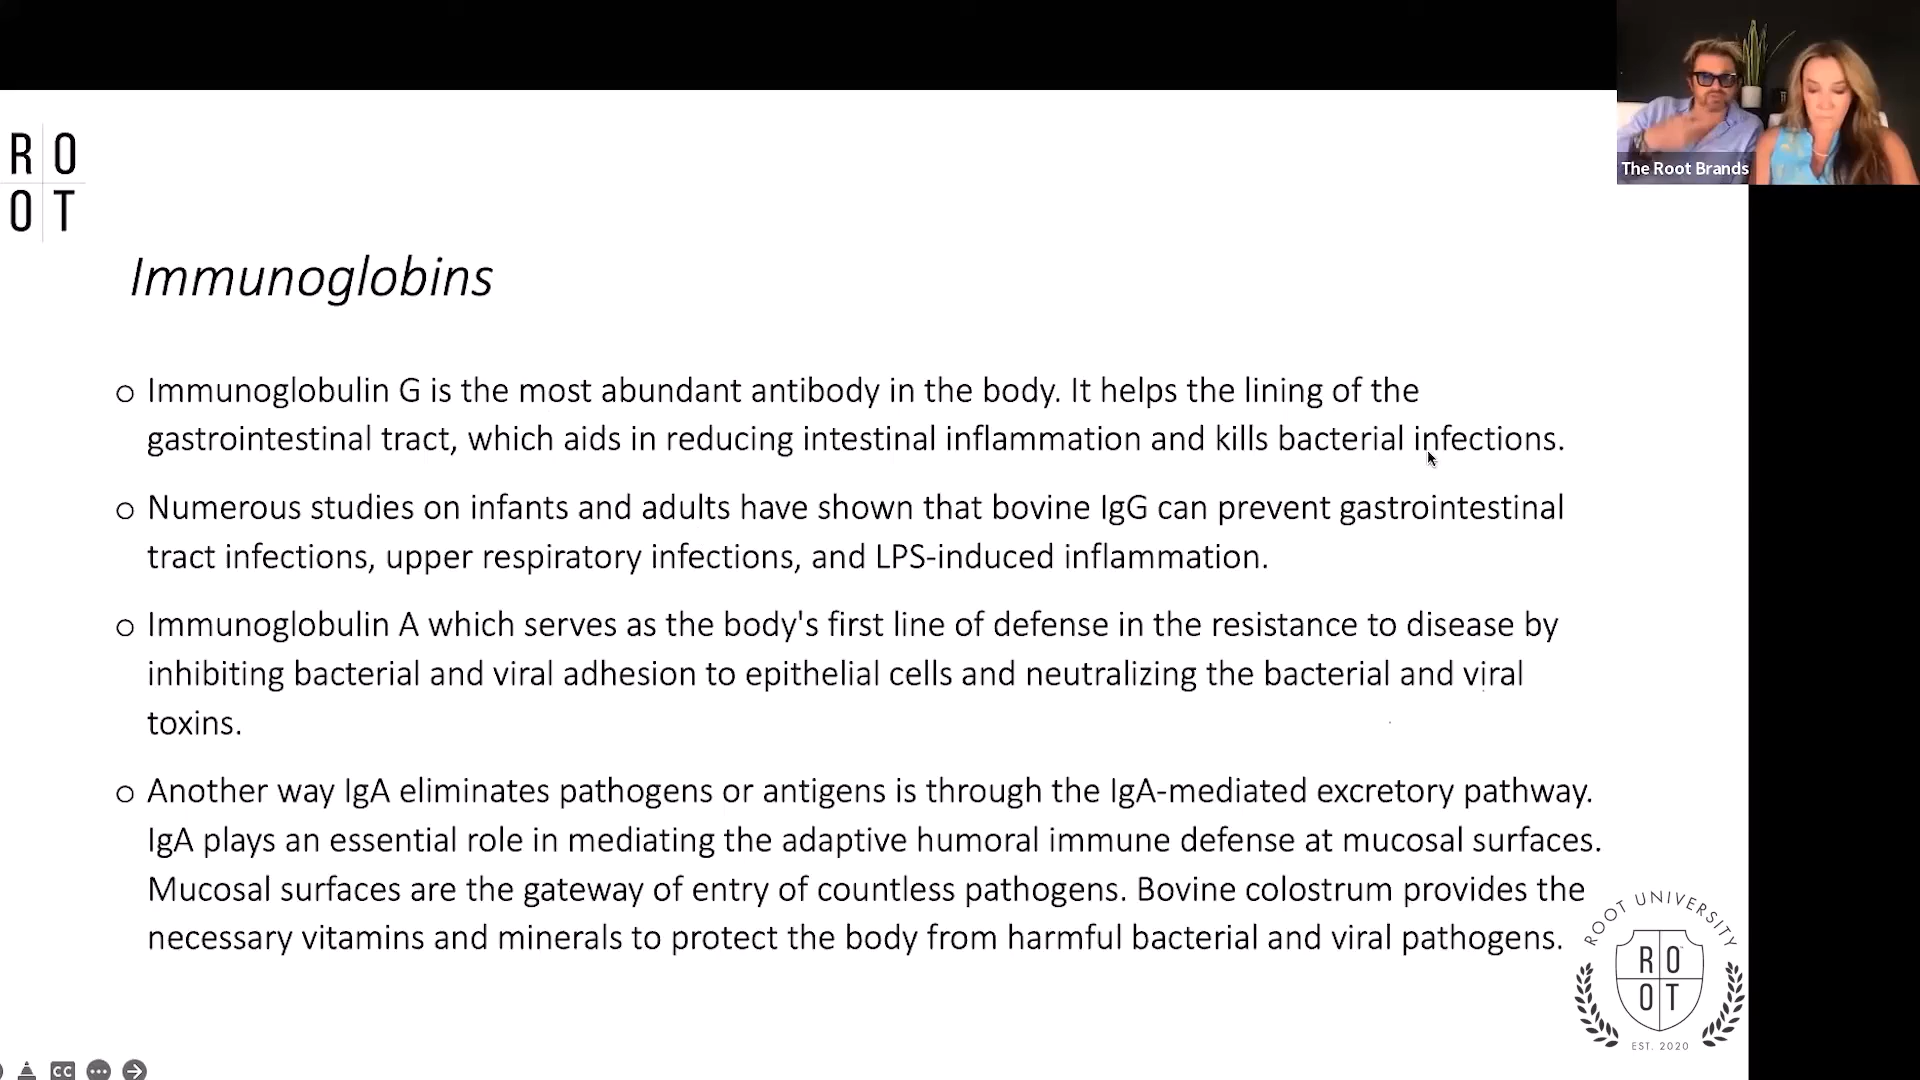 The Root Brands
R O
O T
Immunoglobins
o Immunoglobulin G is the most abundant antibody in the body. It helps the lining of the
gastrointestinal tract, which aids in reducing intestinal inflammation and kills bacterial infections.
o Numerous studies on infants and adults have shown that bovine IgG can prevent gastrointestinal
tract infections, upper respiratory infections, and LPS-induced inflammation.
o Immunoglobulin A which serves as the body's first line of defense in the resistance to disease by
inhibiting bacterial and viral adhesion to epithelial cells and neutralizing the bacterial and viral
toxins.
o Another way IgA eliminates pathogens or antigens is through the IgA-mediated excretory pathway.
IgA plays an essential role in mediating the adaptive humoral immune defense at mucosal surfaces.
Mucosal surfaces are the gateway of entry of countless pathogens. Bovine colostrum provides the
necessary vitamins and minerals to protect the body from harmful bacterial and viral pathogens.
ROOT UNIVERSITY
R O
O T
EST. 2020
CC